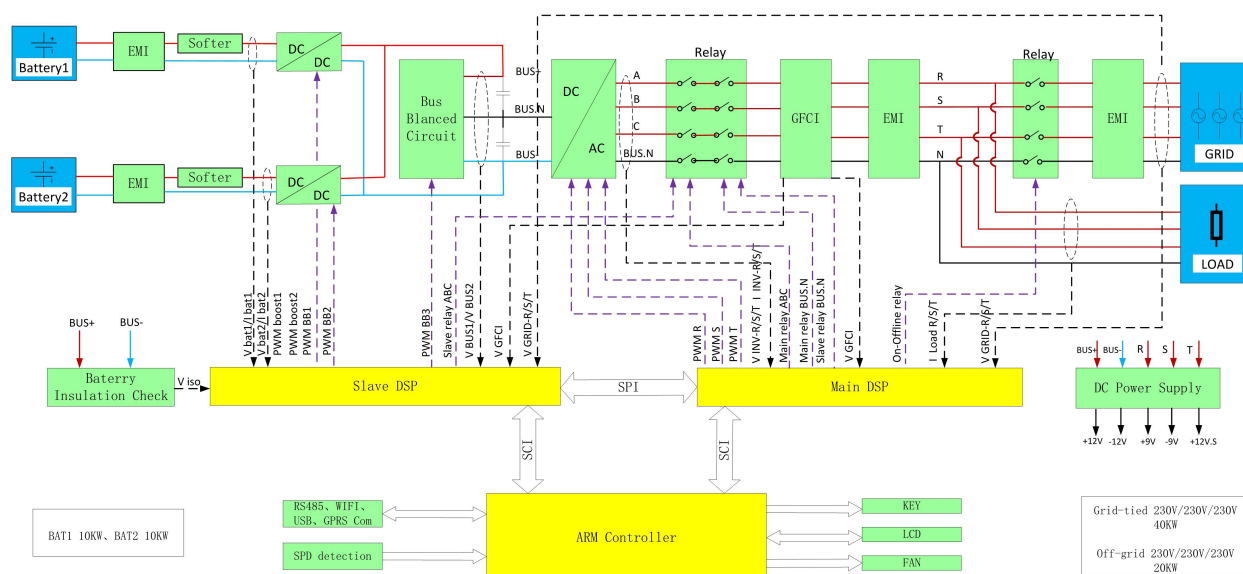 Battery1
EMI
Softer
DC
DC
Battery2
EMI
Softer
DC
DC
Bus
Blanced
Circuit
BUS+
BUS.N
BUS-
DC
AC
A
B
C
BUS.N
Relay
GFCI
EMI
R
S
T
N
Relay
EMI
GRID
LOAD
V bat1/I bat1
V bat2/I bat2
PWM boost1
PWM boost2
PWM BB1
PWM BB2
PWM BB3
Slave relay ABC
V BUS1/V BUS2
V GFCI
V GRID-R/S/T
PWM R
PWM S
PWM T
V INV-R/S/T I INV-R/S/T
Main relay ABC
Main relay BUS.N
Slave relay BUS.N
V GFCI
On-Offline relay
I Load R/S/T
V GRID-R/S/T
BUS+
BUS-
Baterry
Insulation Check
V iso
Slave DSP
SPI
Main DSP
BUS+
BUS-
R
S
T
DC Power Supply
+12V
-12V
+9V
-9V
+12V.S
SCI
SCI
BAT1 10KW、BAT2 10KW
RS485、WIFI、
USB、GPRS Com
SPD detection
ARM Controller
KEY
LCD
FAN
Grid-tied 230V/230V/230V
40KW
Off-grid 230V/230V/230V
20KW